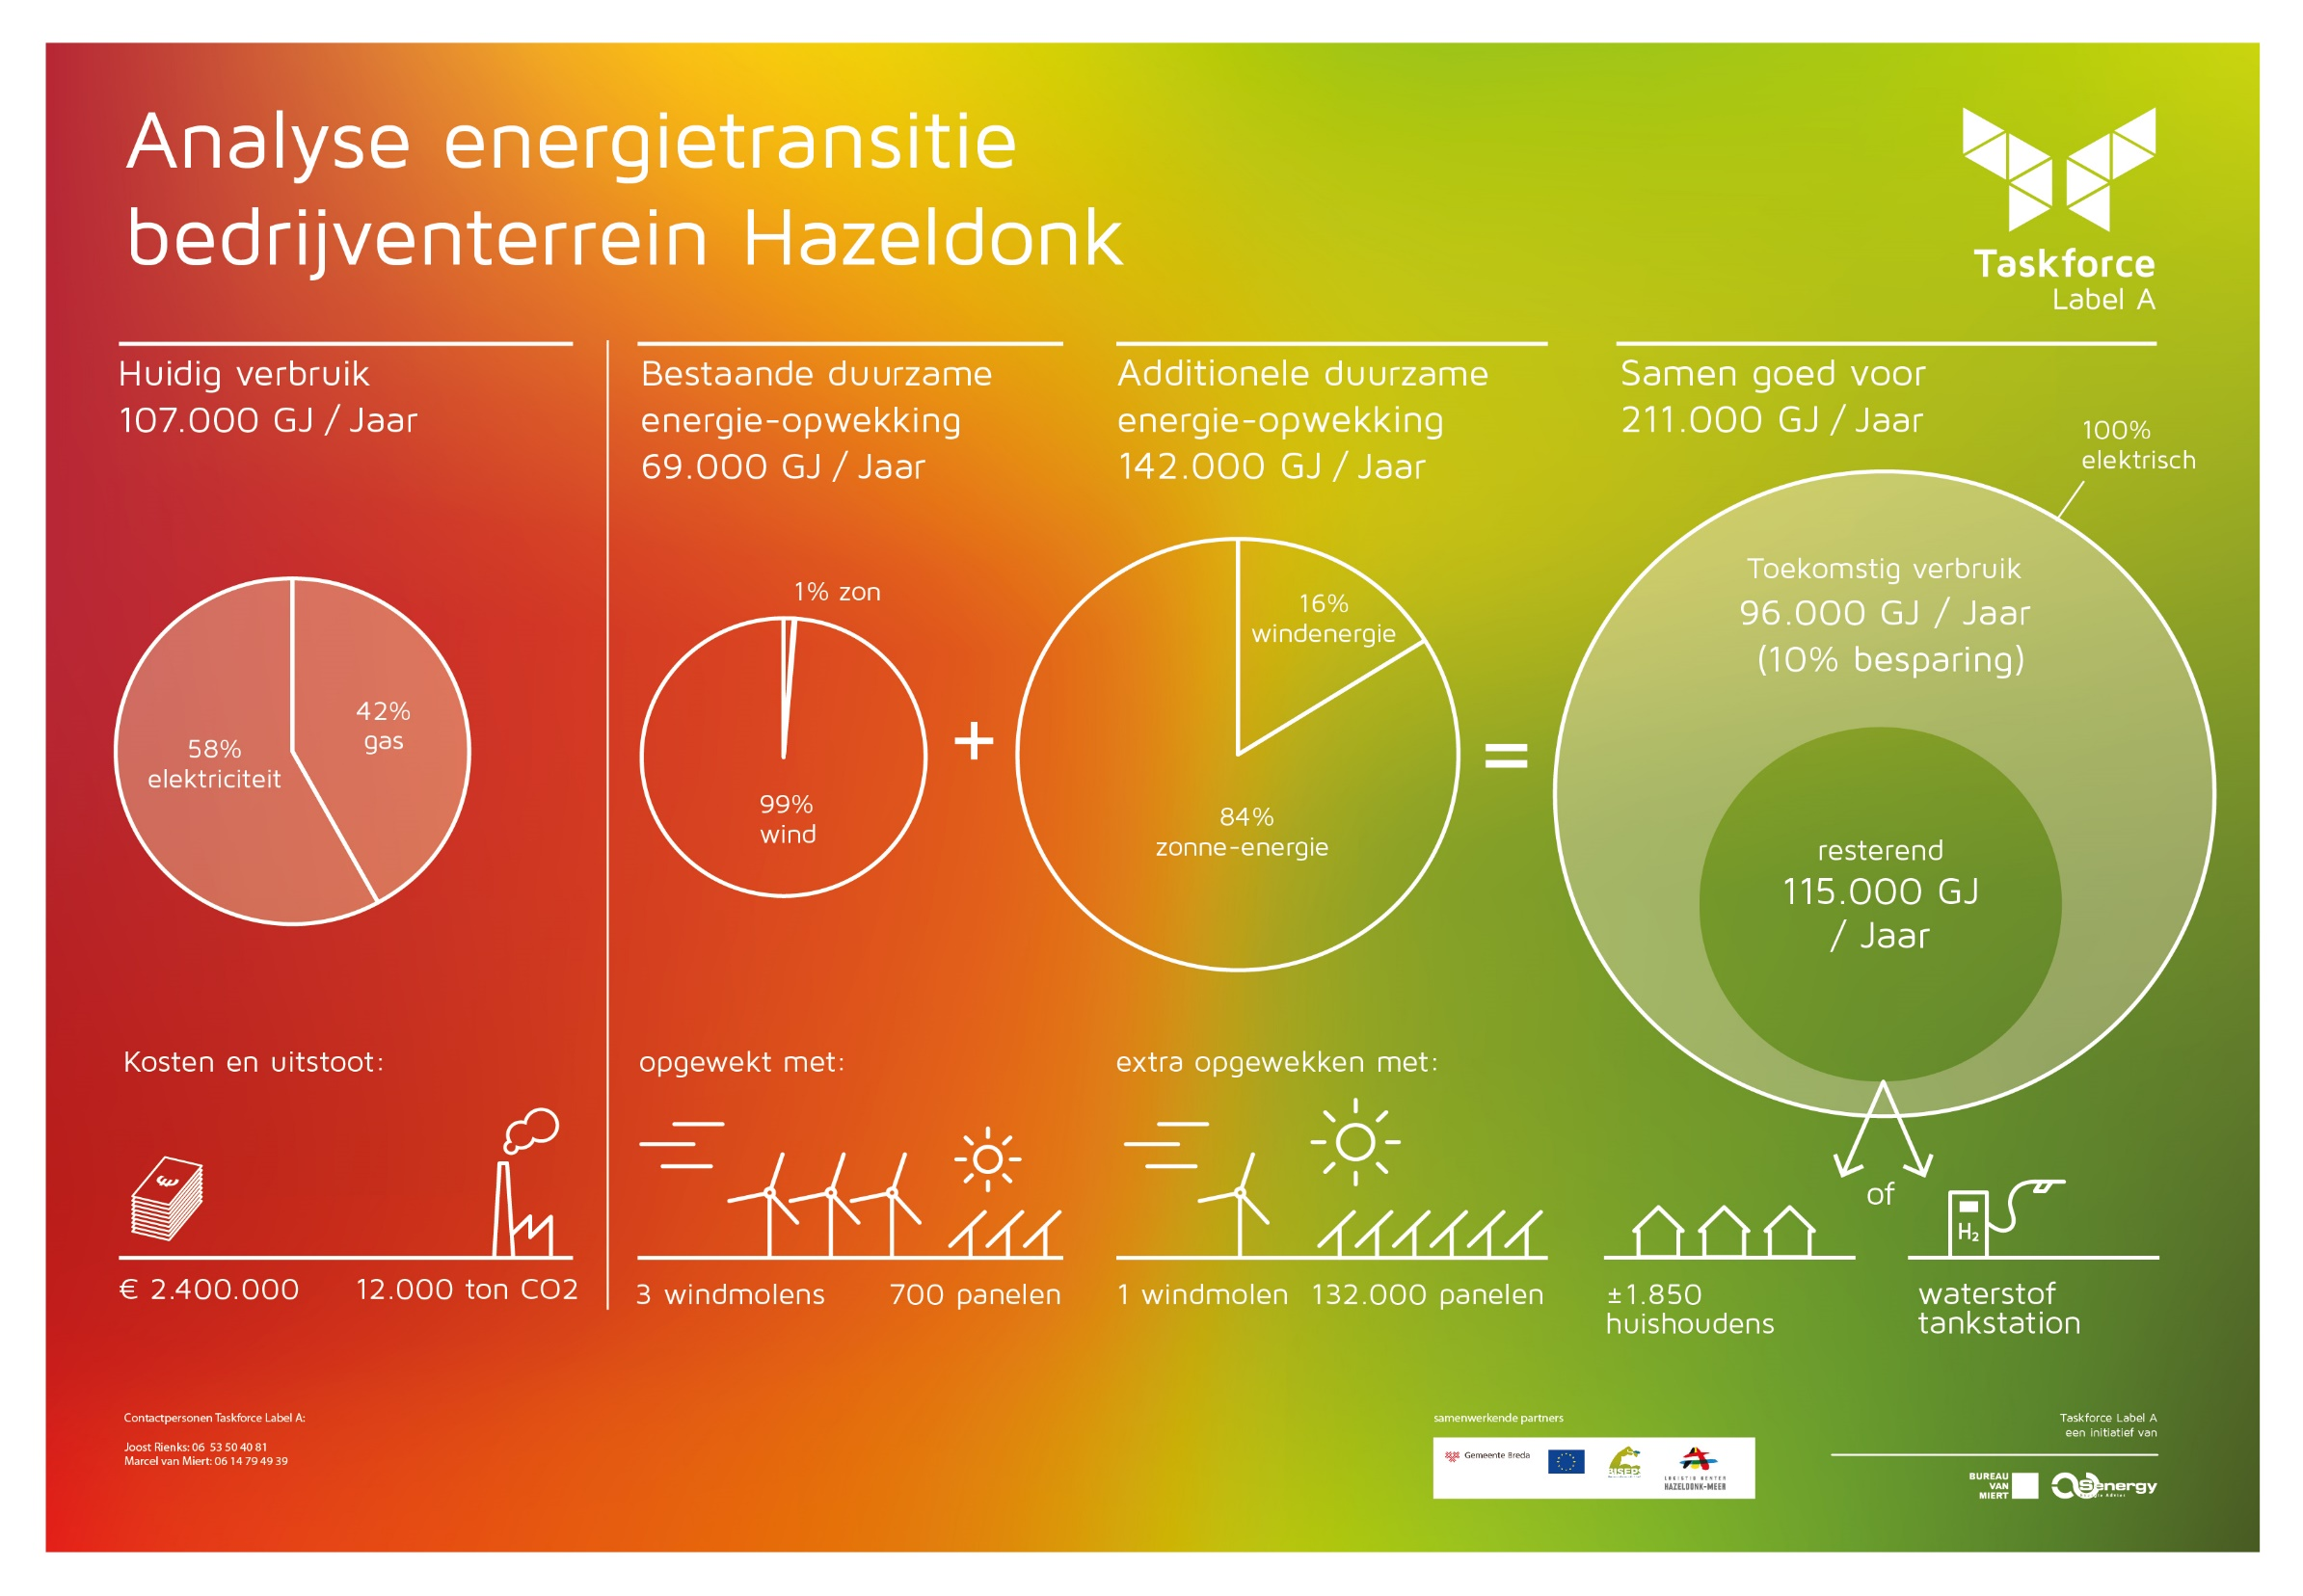 Analyse energietransitie
bedrijventerrein Hazeldonk
Taskforce
Label A
Huidig verbruik
107.000 GJ / Jaar
42%
gas
58%
elektriciteit
Kosten en uitstoot:
€ 2.400.000
12.000 ton CO2
Bestaande duurzame
energie-opwekking
69.000 GJ / Jaar
1% zon
99%
wind
opgewekt met:
3 windmolens
700 panelen
+
Additionele duurzame
energie-opwekking
142.000 GJ / Jaar
16%
windenergie
84%
zonne-energie
extra opgewekken met:
1 windmolen
132.000 panelen
=
Samen goed voor
211.000 GJ / Jaar
100%
elektrisch
Toekomstig verbruik
96.000 GJ / Jaar
(10% besparing)
resterend
115.000 GJ
/ Jaar
of
H2
±1.850
huishoudens
waterstof
tankstation
Contactpersonen Taskforce Label A:
Joost Rienks: 06 53 50 40 81
Marcel van Miert: 06 14 79 49 39
samenwerkende partners
Gemeente Breda
BISEPS
HAZELDONK-MEER
Taskforce Label A
een initiatief van
BUREAU
VAN
MIERT
Senergy